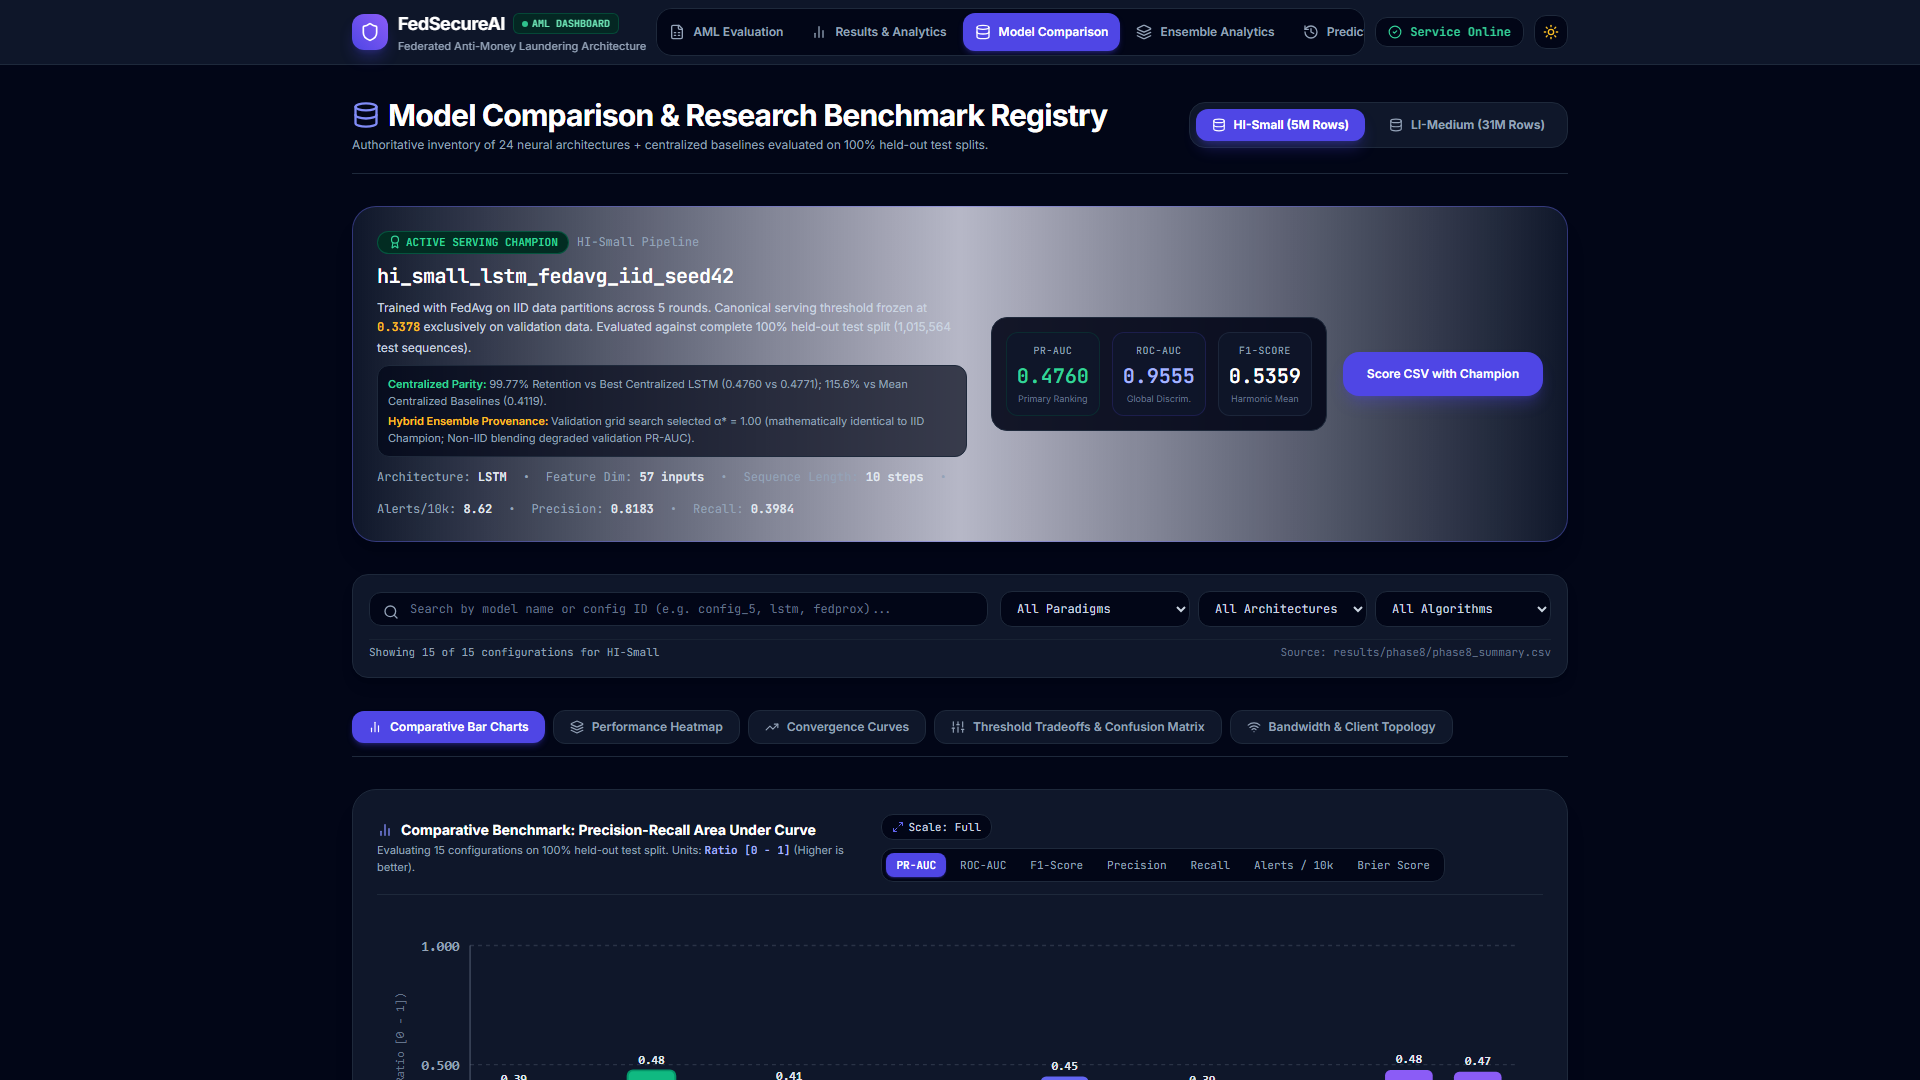 FedSecureAI
AML DASHBOARD
Federated Anti-Money Laundering Architecture
AML Evaluation
Results & Analytics
Model Comparison
Ensemble Analytics
Predic
Service Online
Model Comparison & Research Benchmark Registry
Authoritative inventory of 24 neural architectures + centralized baselines evaluated on 100% held-out test splits.
HI-Small (5M Rows)
LI-Medium (31M Rows)
ACTIVE SERVING CHAMPION
HI-Small Pipeline
hi_small_lstm_fedavg_iid_seed42
Trained with FedAvg on IID data partitions across 5 rounds. Canonical serving threshold frozen at
0.3378 exclusively on validation data. Evaluated against complete 100% held-out test split (1,015,564
test sequences).
Centralized Parity: 99.77% Retention vs Best Centralized LSTM (0.4760 vs 0.4771); 115.6% vs Mean
Centralized Baselines (0.4119).
Hybrid Ensemble Provenance: Validation grid search selected α* = 1.00 (mathematically identical to IID
Champion; Non-IID blending degraded validation PR-AUC).
Architecture: LSTM • Feature Dim: 57 inputs • Sequence Length: 10 steps •
Alerts/10k: 8.62 • Precision: 0.8183 • Recall: 0.3984
PR-AUC
0.4760
Primary Ranking
ROC-AUC
0.9555
Global Discrim.
F1-SCORE
0.5359
Harmonic Mean
Score CSV with Champion
Search by model name or config ID (e.g. config_5, lstm, fedprox)...
All Paradigms
All Architectures
All Algorithms
Showing 15 of 15 configurations for HI-Small
Source: results/phase8/phase8_summary.csv
Comparative Bar Charts
Performance Heatmap
Convergence Curves
Threshold Tradeoffs & Confusion Matrix
Bandwidth & Client Topology
Comparative Benchmark: Precision-Recall Area Under Curve
Evaluating 15 configurations on 100% held-out test split. Units: Ratio [0 - 1] (Higher is
better).
Scale: Full
PR-AUC
ROC-AUC
F1-Score
Precision
Recall
Alerts / 10k
Brier Score
1.000
0.500
Ratio [0 - 1])
0.39
0.48
0.41
0.45
0.39
0.48
0.47